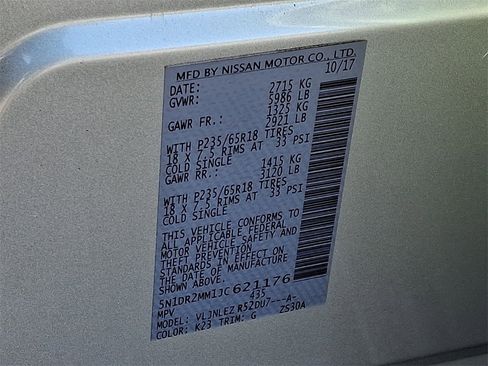 MFD BY NISSAN MOTOR CO., LTD.
DATE: 10/17
GVWR: 2715 KG
5986 LB
GAWR FR.: 1325 KG
2921 LB
WITH P235/65R18 TIRES
18 X 7.5 RIMS AT 33 PSI
COLD SINGLE
GAWR RR.: 1415 KG
3120 LB
WITH P235/65R18 TIRES
18 X 7.5 RIMS AT 33 PSI
COLD SINGLE
THIS VEHICLE CONFORMS TO
ALL APPLICABLE FEDERAL
MOTOR VEHICLE SAFETY AND
THEFT PREVENTION
STANDARDS IN EFFECT ON
THE DATE OF MANUFACTURE
SHOWN ABOVE.
5N1DR2MM1JC621176
MPV 435
MODEL: VLJNLEZ R52DU7---A-
COLOR: K23 TRIM: G ZS30A